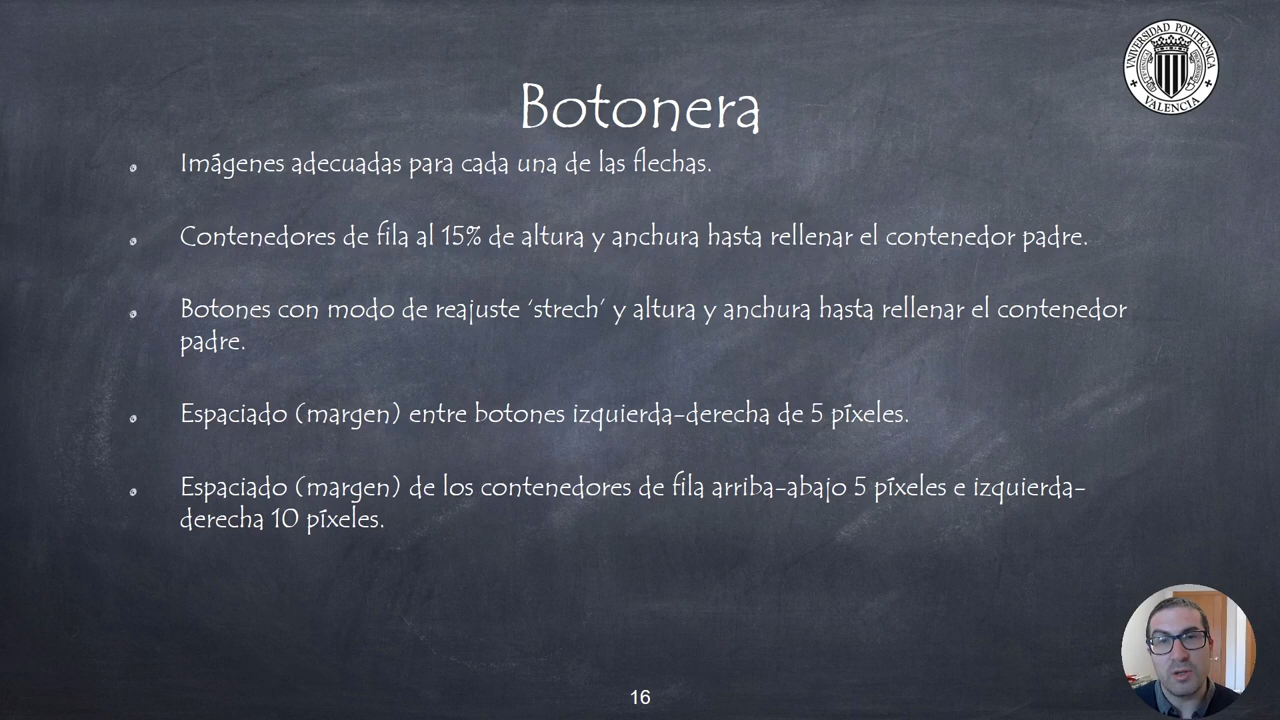 UNIVERSIDAD POLITECNICA
VALENCIA
Botonera
Imágenes adecuadas para cada una de las flechas.
Contenedores de fila al 15% de altura y anchura hasta rellenar el contenedor padre.
Botones con modo de reajuste ‘strech’ y altura y anchura hasta rellenar el contenedor
padre.
Espaciado (margen) entre botones izquierda-derecha de 5 píxeles.
Espaciado (margen) de los contenedores de fila arriba-abajo 5 píxeles e izquierda-
derecha 10 píxeles.
16